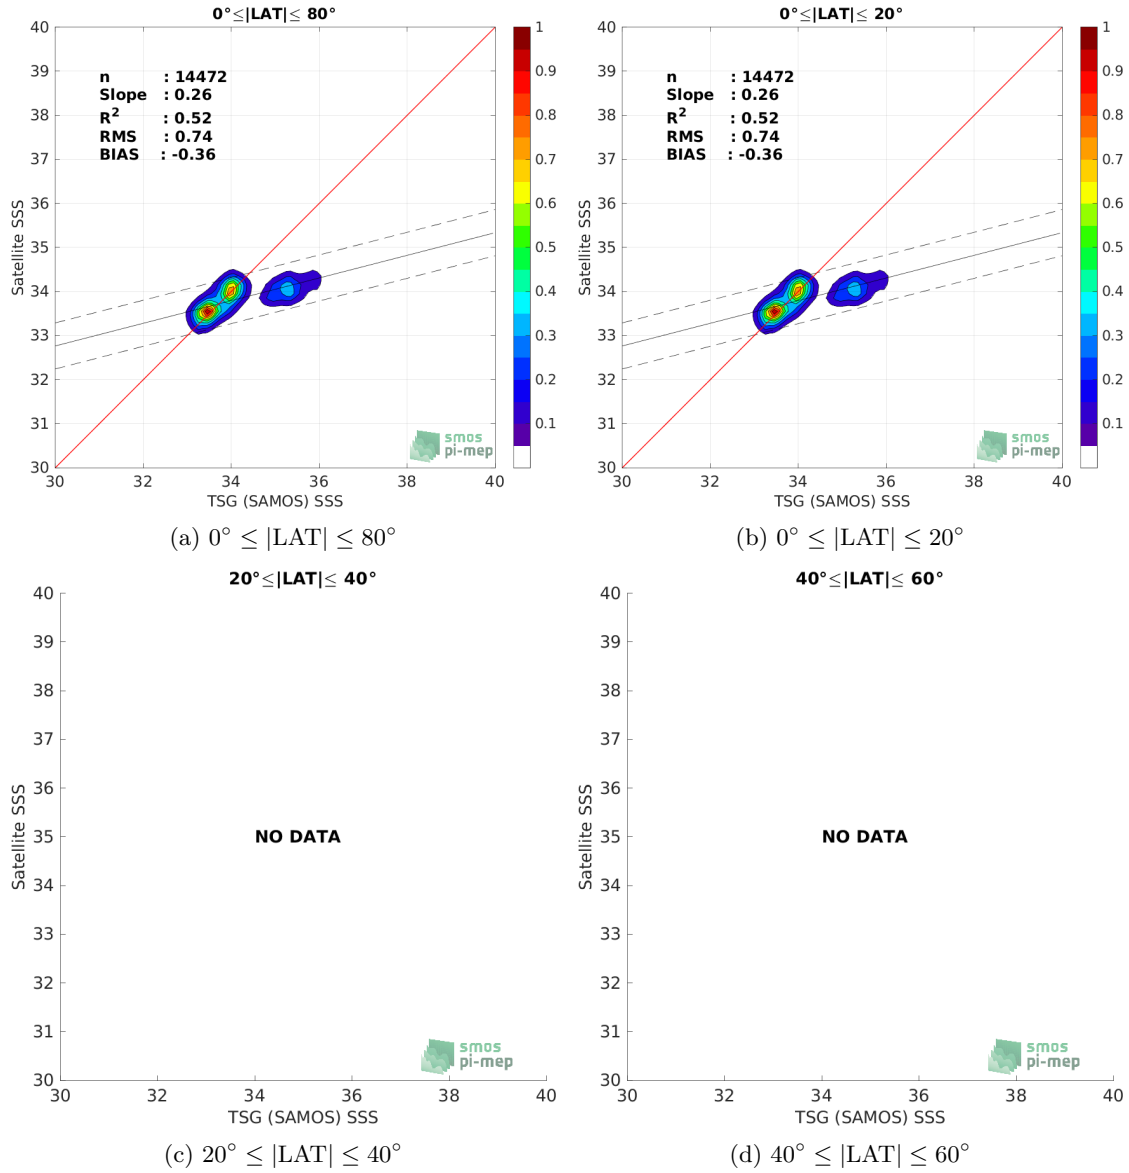 0°≤|LAT|≤ 80°
40
39
38
37
36
35
34
33
32
31
30
Satellite SSS
n : 14472
Slope : 0.26
R² : 0.52
RMS : 0.74
BIAS : -0.36
smos
pi-mep
30 32 34 36 38 40
TSG (SAMOS) SSS
1
0.9
0.8
0.7
0.6
0.5
0.4
0.3
0.2
0.1
(a) 0° ≤ |LAT| ≤ 80°
0°≤|LAT|≤ 20°
40
39
38
37
36
35
34
33
32
31
30
Satellite SSS
n : 14472
Slope : 0.26
R² : 0.52
RMS : 0.74
BIAS : -0.36
smos
pi-mep
30 32 34 36 38 40
TSG (SAMOS) SSS
1
0.9
0.8
0.7
0.6
0.5
0.4
0.3
0.2
0.1
(b) 0° ≤ |LAT| ≤ 20°
20°≤|LAT|≤ 40°
40
39
38
37
36
35
34
33
32
31
30
Satellite SSS
NO DATA
smos
pi-mep
30 32 34 36 38 40
TSG (SAMOS) SSS
(c) 20° ≤ |LAT| ≤ 40°
40°≤|LAT|≤ 60°
40
39
38
37
36
35
34
33
32
31
30
Satellite SSS
NO DATA
smos
pi-mep
30 32 34 36 38 40
TSG (SAMOS) SSS
(d) 40° ≤ |LAT| ≤ 60°